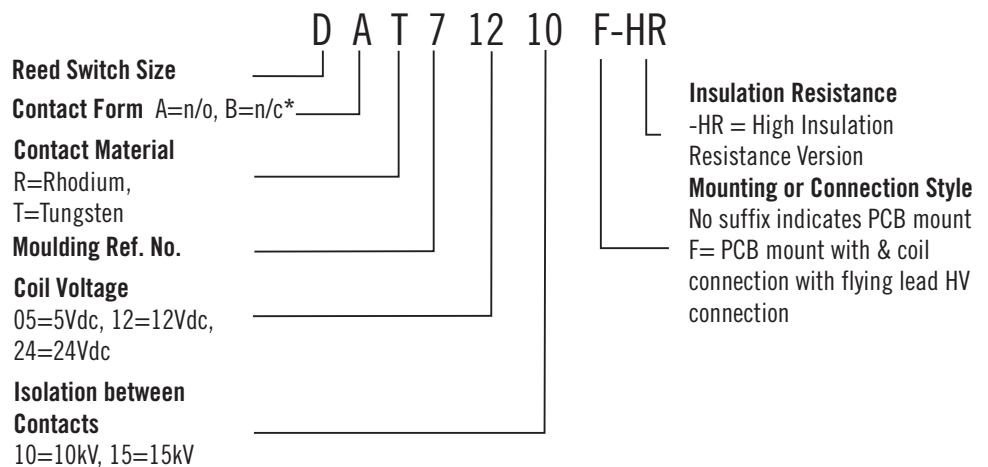 D A T 7 12 10 F-HR
Reed Switch Size
Contact Form A=n/o, B=n/c*
Contact Material
R=Rhodium,
T=Tungsten
Moulding Ref. No.
Coil Voltage
05=5Vdc, 12=12Vdc,
24=24Vdc
Isolation between
Contacts
10=10kV, 15=15kV
Insulation Resistance
-HR = High Insulation
Resistance Version
Mounting or Connection Style
No suffix indicates PCB mount
F= PCB mount with & coil
connection with flying lead HV
connection